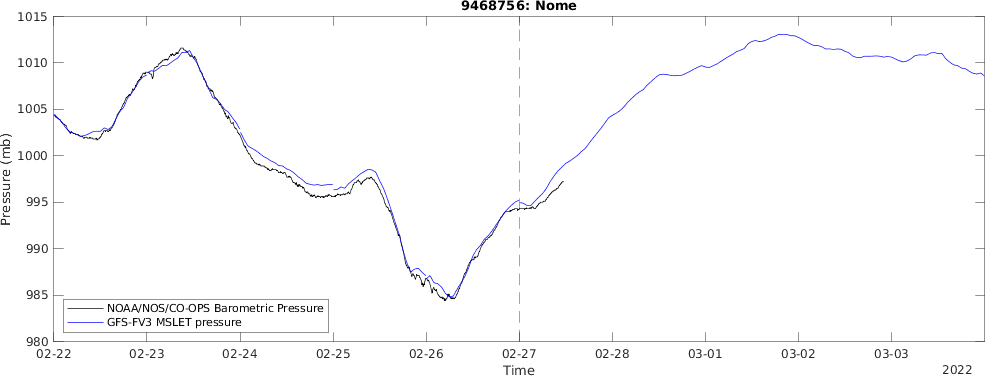 9468756: Nome
1015
1010
1005
1000
995
990
985
980
Pressure (mb)
NOAA/NOS/CO-OPS Barometric Pressure
GFS-FV3 MSLET pressure
02-22 02-23 02-24 02-25 02-26 02-27 02-28 03-01 03-02 03-03
Time
2022